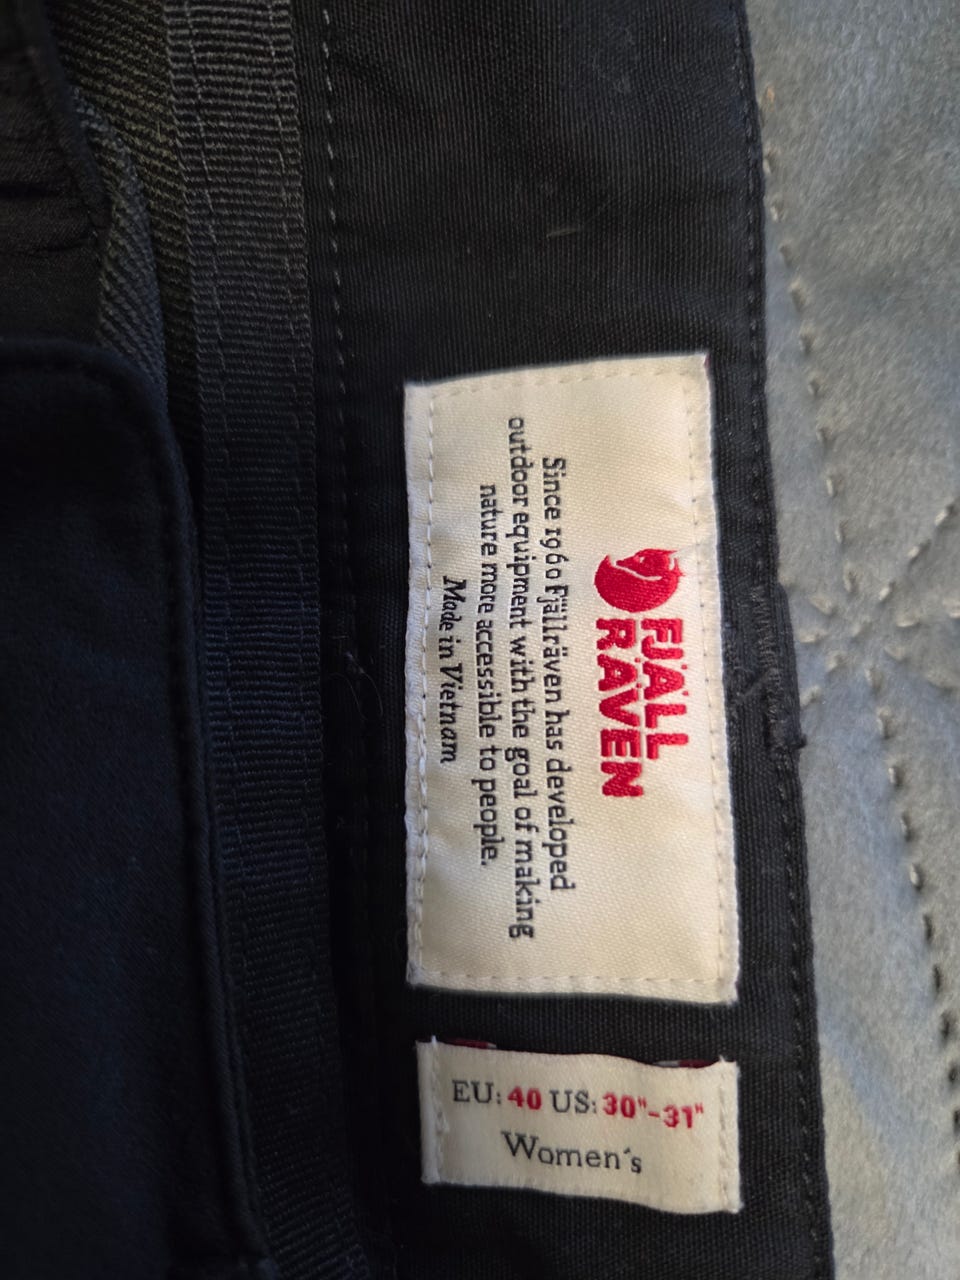 FJÄLL
RÄVEN
Since 1960 Fjällräven has developed
outdoor equipment with the goal of making
nature more accessible to people.
Made in Vietnam
EU: 40 US: 30"-31"
Women´s